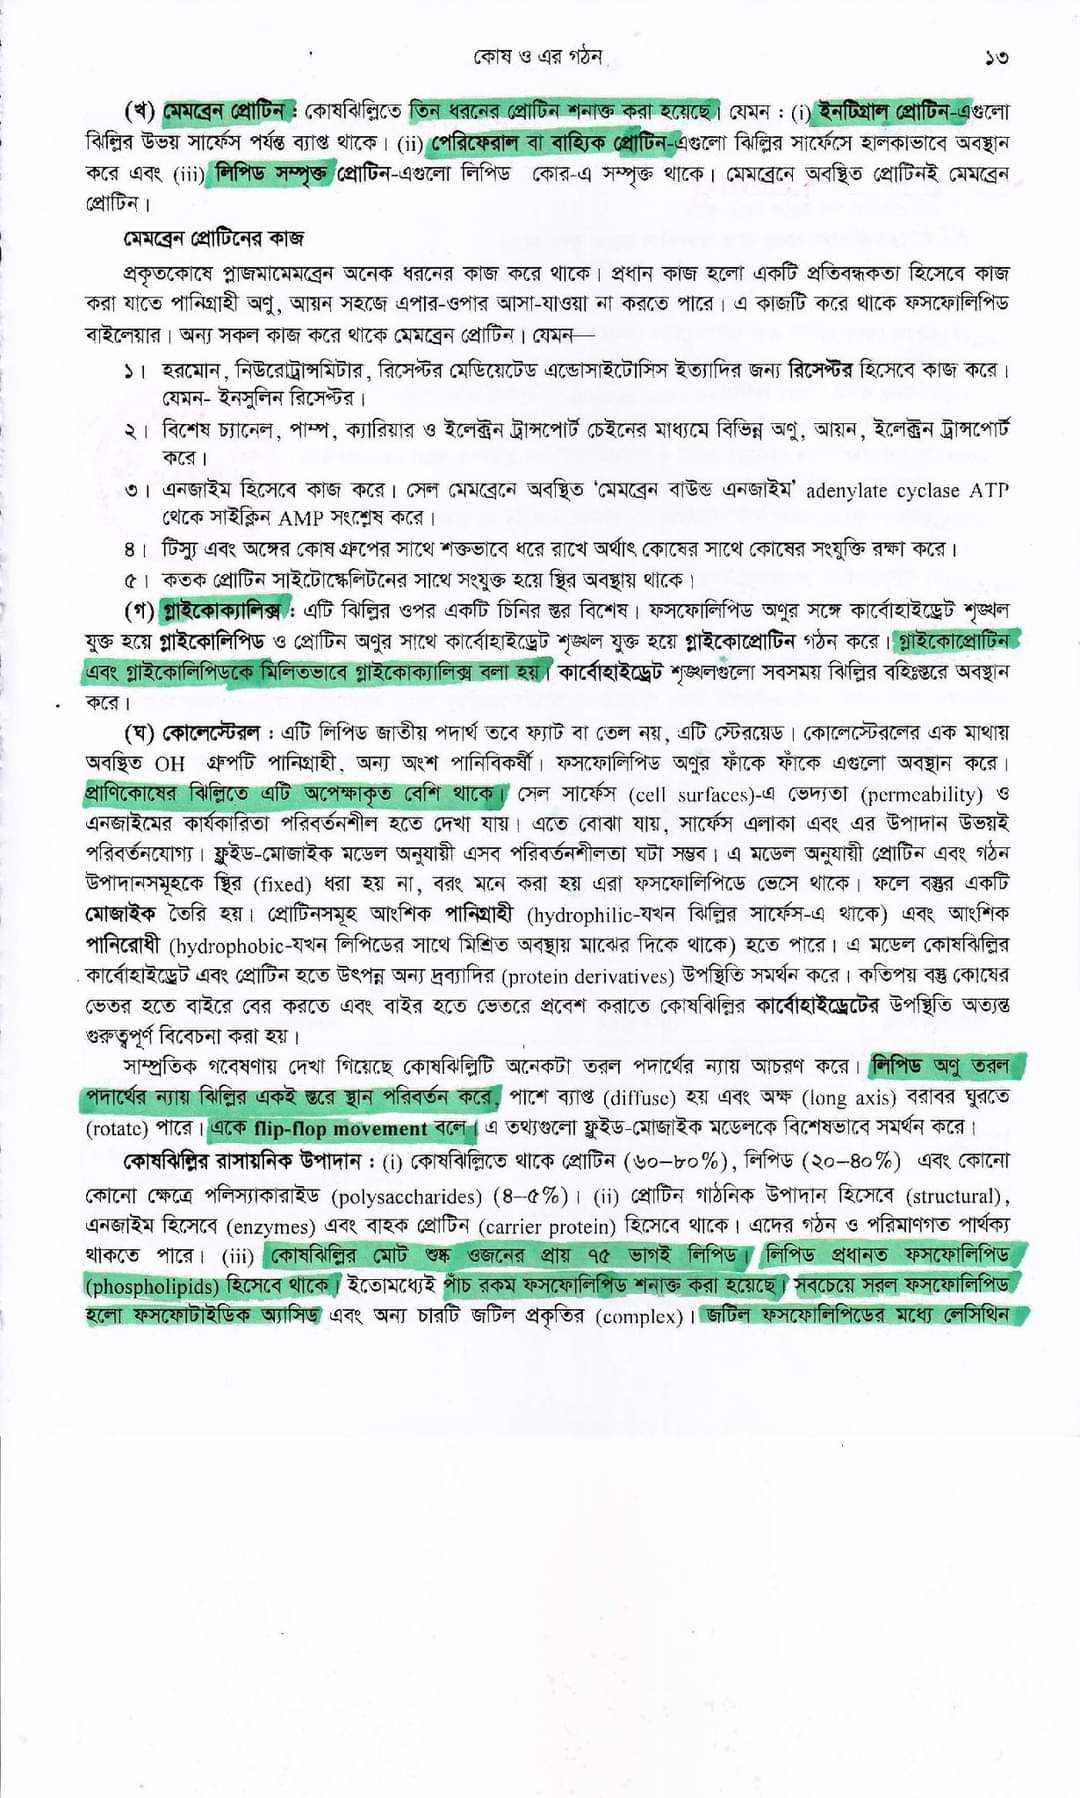 কোষ ও এর গঠন
১৩
(খ) মেমব্রেন প্রোটিন : কোষঝিল্লিতে তিন ধরনের প্রোটিন শনাক্ত করা হয়েছে। যেমন : (i) ইনটিগ্রাল প্রোটিন-এগুলো
ঝিল্লির উভয় সার্ফেস পর্যন্ত ব্যাপ্ত থাকে। (ii) পেরিফেরাল বা বাহ্যিক প্রোটিন-এগুলো ঝিল্লির সার্ফেসে হালকাভাবে অবস্থান
করে এবং (iii) লিপিড সম্পৃক্ত প্রোটিন-এগুলো লিপিড কোর-এ সম্পৃক্ত থাকে। মেমব্রেনে অবস্থিত প্রোটিনই মেমব্রেন
প্রোটিন।
মেমব্রেন প্রোটিনের কাজ
প্রকৃতকোষে প্লাজমামেমব্রেন অনেক ধরনের কাজ করে থাকে। প্রধান কাজ হলো একটি প্রতিবন্ধকতা হিসেবে কাজ
করা যাতে পানিগ্রাহী অণু, আয়ন সহজে এপার-ওপার আসা-যাওয়া না করতে পারে। এ কাজটি করে থাকে ফসফোলিপিড
বাইলেয়ার। অন্য সকল কাজ করে থাকে মেমব্রেন প্রোটিন। যেমন—
১। হরমোন, নিউরোট্রান্সমিটার, রিসেপ্টর মেডিয়েটেড এন্ডোসাইটোসিস ইত্যাদির জন্য রিসেপ্টর হিসেবে কাজ করে।
যেমন- ইনসুলিন রিসেপ্টর।
২। বিশেষ চ্যানেল, পাম্প, ক্যারিয়ার ও ইলেক্ট্রন ট্রান্সপোর্ট চেইনের মাধ্যমে বিভিন্ন অণু, আয়ন, ইলেক্ট্রন ট্রান্সপোর্ট
করে।
৩। এনজাইম হিসেবে কাজ করে। সেল মেমব্রেনে অবস্থিত ‘মেমব্রেন বাউন্ড এনজাইম’ adenylate cyclase ATP
থেকে সাইক্লিন AMP সংশ্লেষ করে।
৪। টিস্যু এবং অঙ্গের কোষ গ্রুপের সাথে শক্তভাবে ধরে রাখে অর্থাৎ কোষের সাথে কোষের সংযুক্তি রক্ষা করে।
৫। কতক প্রোটিন সাইটোস্কেলিটনের সাথে সংযুক্ত হয়ে স্থির অবস্থায় থাকে।
(গ) গ্লাইকোক্যালিক্স : এটি ঝিল্লির ওপর একটি চিনির স্তর বিশেষ। ফসফোলিপিড অণুর সঙ্গে কার্বোহাইড্রেট শৃঙ্খল
যুক্ত হয়ে গ্লাইকোলিপিড ও প্রোটিন অণুর সাথে কার্বোহাইড্রেট শৃঙ্খল যুক্ত হয়ে গ্লাইকোপ্রোটিন গঠন করে। গ্লাইকোপ্রোটিন
এবং গ্লাইকোলিপিডকে মিলিতভাবে গ্লাইকোক্যালিক্স বলা হয়। কার্বোহাইড্রেট শৃঙ্খলগুলো সবসময় ঝিল্লির বহিঃস্তরে অবস্থান
করে।
(ঘ) কোলেস্টেরল : এটি লিপিড জাতীয় পদার্থ তবে ফ্যাট বা তেল নয়, এটি স্টেরয়েড। কোলেস্টেরলের এক মাথায়
অবস্থিত OH গ্রুপটি পানিগ্রাহী, অন্য অংশ পানিবিকর্ষী। ফসফোলিপিড অণুর ফাঁকে ফাঁকে এগুলো অবস্থান করে।
প্রাণিকোষের ঝিল্লিতে এটি অপেক্ষাকৃত বেশি থাকে। সেল সার্ফেস (cell surfaces)-এ ভেদ্যতা (permeability) ও
এনজাইমের কার্যকারিতা পরিবর্তনশীল হতে দেখা যায়। এতে বোঝা যায়, সার্ফেস এলাকা এবং এর উপাদান উভয়ই
পরিবর্তনযোগ্য। ফ্লুইড-মোজাইক মডেল অনুযায়ী এসব পরিবর্তনশীলতা ঘটা সম্ভব। এ মডেল অনুযায়ী প্রোটিন এবং গঠন
উপাদানসমূহকে স্থির (fixed) ধরা হয় না, বরং মনে করা হয় এরা ফসফোলিপিডে ভেসে থাকে। ফলে বস্তুর একটি
মোজাইক তৈরি হয়। প্রোটিনসমূহ আংশিক পানিগ্রাহী (hydrophilic-যখন ঝিল্লির সার্ফেস-এ থাকে) এবং আংশিক
পানিরোধী (hydrophobic-যখন লিপিডের সাথে মিশ্রিত অবস্থায় মাঝের দিকে থাকে) হতে পারে। এ মডেল কোষঝিল্লির
কার্বোহাইড্রেট এবং প্রোটিন হতে উৎপন্ন অন্য দ্রব্যাদির (protein derivatives) উপস্থিতি সমর্থন করে। কতিপয় বস্তু কোষের
ভেতর হতে বাইরে বের করতে এবং বাইর হতে ভেতরে প্রবেশ করাতে কোষঝিল্লির কার্বোহাইড্রেটের উপস্থিতি অত্যন্ত
গুরুত্বপূর্ণ বিবেচনা করা হয়।
সাম্প্রতিক গবেষণায় দেখা গিয়েছে কোষঝিল্লিটি অনেকটা তরল পদার্থের ন্যায় আচরণ করে। লিপিড অণু তরল
পদার্থের ন্যায় ঝিল্লির একই স্তরে স্থান পরিবর্তন করে, পাশে ব্যাপ্ত (diffuse) হয় এবং অক্ষ (long axis) বরাবর ঘুরতে
(rotate) পারে। একে flip-flop movement বলে। এ তথ্যগুলো ফ্লুইড-মোজাইক মডেলকে বিশেষভাবে সমর্থন করে।
কোষঝিল্লির রাসায়নিক উপাদান : (i) কোষঝিল্লিতে থাকে প্রোটিন (৬০–৮০%), লিপিড (২০–৪০%) এবং কোনো
কোনো ক্ষেত্রে পলিস্যাকারাইড (polysaccharides) (৪–৫%)। (ii) প্রোটিন গাঠনিক উপাদান হিসেবে (structural),
এনজাইম হিসেবে (enzymes) এবং বাহক প্রোটিন (carrier protein) হিসেবে থাকে। এদের গঠন ও পরিমাণগত পার্থক্য
থাকতে পারে। (iii) কোষঝিল্লির মোট শুষ্ক ওজনের প্রায় ৭৫ ভাগই লিপিড। লিপিড প্রধানত ফসফোলিপিড
(phospholipids) হিসেবে থাকে। ইতোমধ্যেই পাঁচ রকম ফসফোলিপিড শনাক্ত করা হয়েছে। সবচেয়ে সরল ফসফোলিপিড
হলো ফসফোটাইডিক অ্যাসিড এবং অন্য চারটি জটিল প্রকৃতির (complex)। জটিল ফসফোলিপিডের মধ্যে লেসিথিন